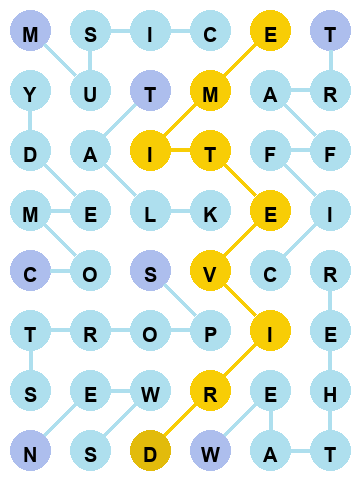 M S I C E T
Y U T M A R
D A I T F F
M E L K E I
C O S V C R
T R O P I E
S E W R E H
N S D W A T